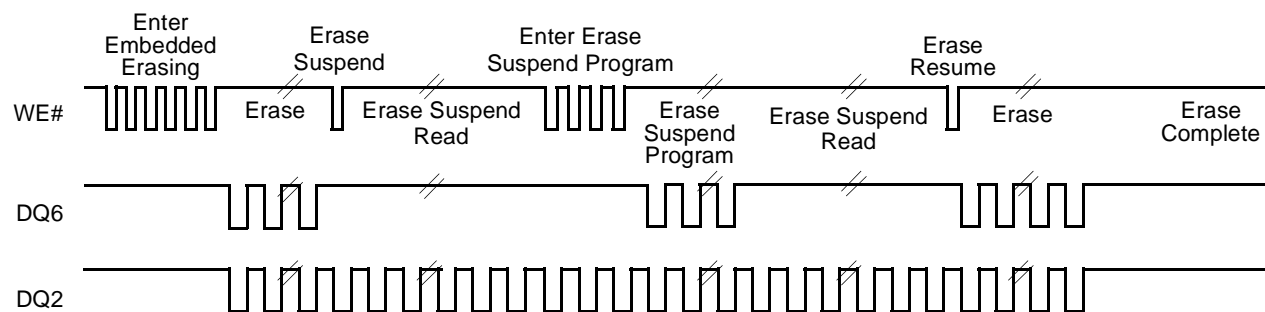 Enter
Embedded
Erasing
Erase
Suspend
Enter Erase
Suspend Program
Erase
Resume
WE#
Erase
Erase Suspend
Read
Erase
Suspend
Program
Erase Suspend
Read
Erase
Erase
Complete
DQ6
DQ2